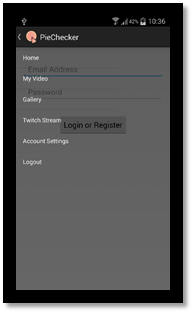 42% 10:36
PieChecker
Home
Email Address
My Video
Password
Gallery
Twitch Stream
Login or Register
Account Settings
Logout